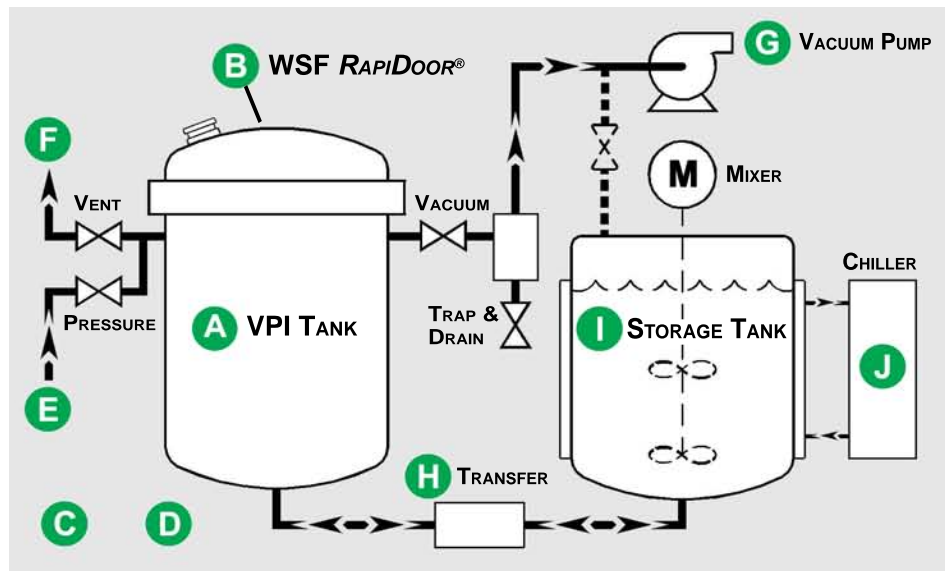 G VACUUM PUMP
B WSF RAPIDOOR®
F
M MIXER
VENT
VACUUM
CHILLER
PRESSURE
A VPI TANK
TRAP &
DRAIN
I STORAGE TANK
J
E
H TRANSFER
C D